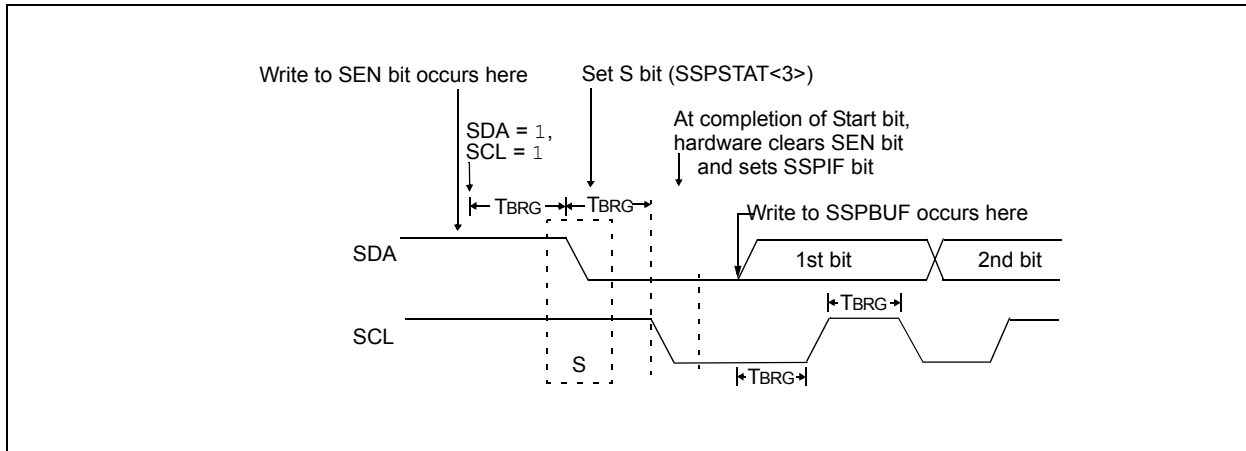 Write to SEN bit occurs here
Set S bit (SSPSTAT<3>)
SDA = 1,
SCL = 1
At completion of Start bit,
hardware clears SEN bit
and sets SSPIF bit
TBRG
TBRG
Write to SSPBUF occurs here
SDA
1st bit
2nd bit
TBRG
SCL
S
TBRG